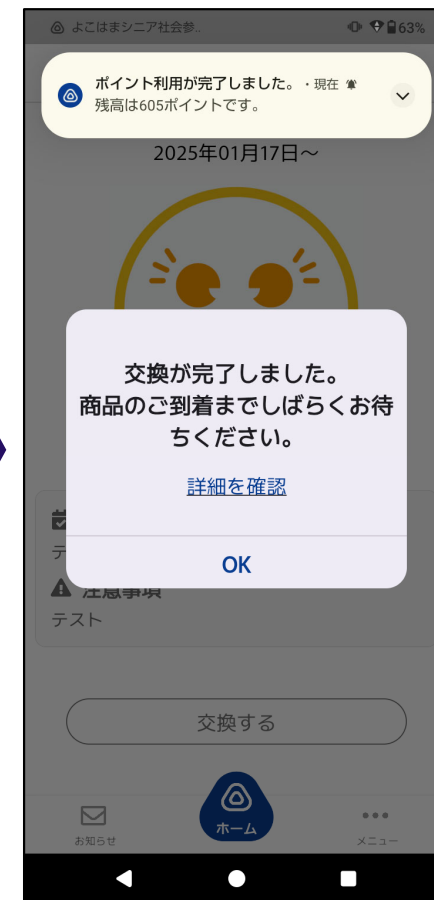 よこはまシニア社会参..
63%
ポイント利用が完了しました。・現在
残高は605ポイントです。
2025年01月17日～
交換が完了しました。
商品のご到着までしばらくお待
ちください。
詳細を確認
OK
テ
注意事項
テスト
交換する
お知らせ
ホーム
メニュー